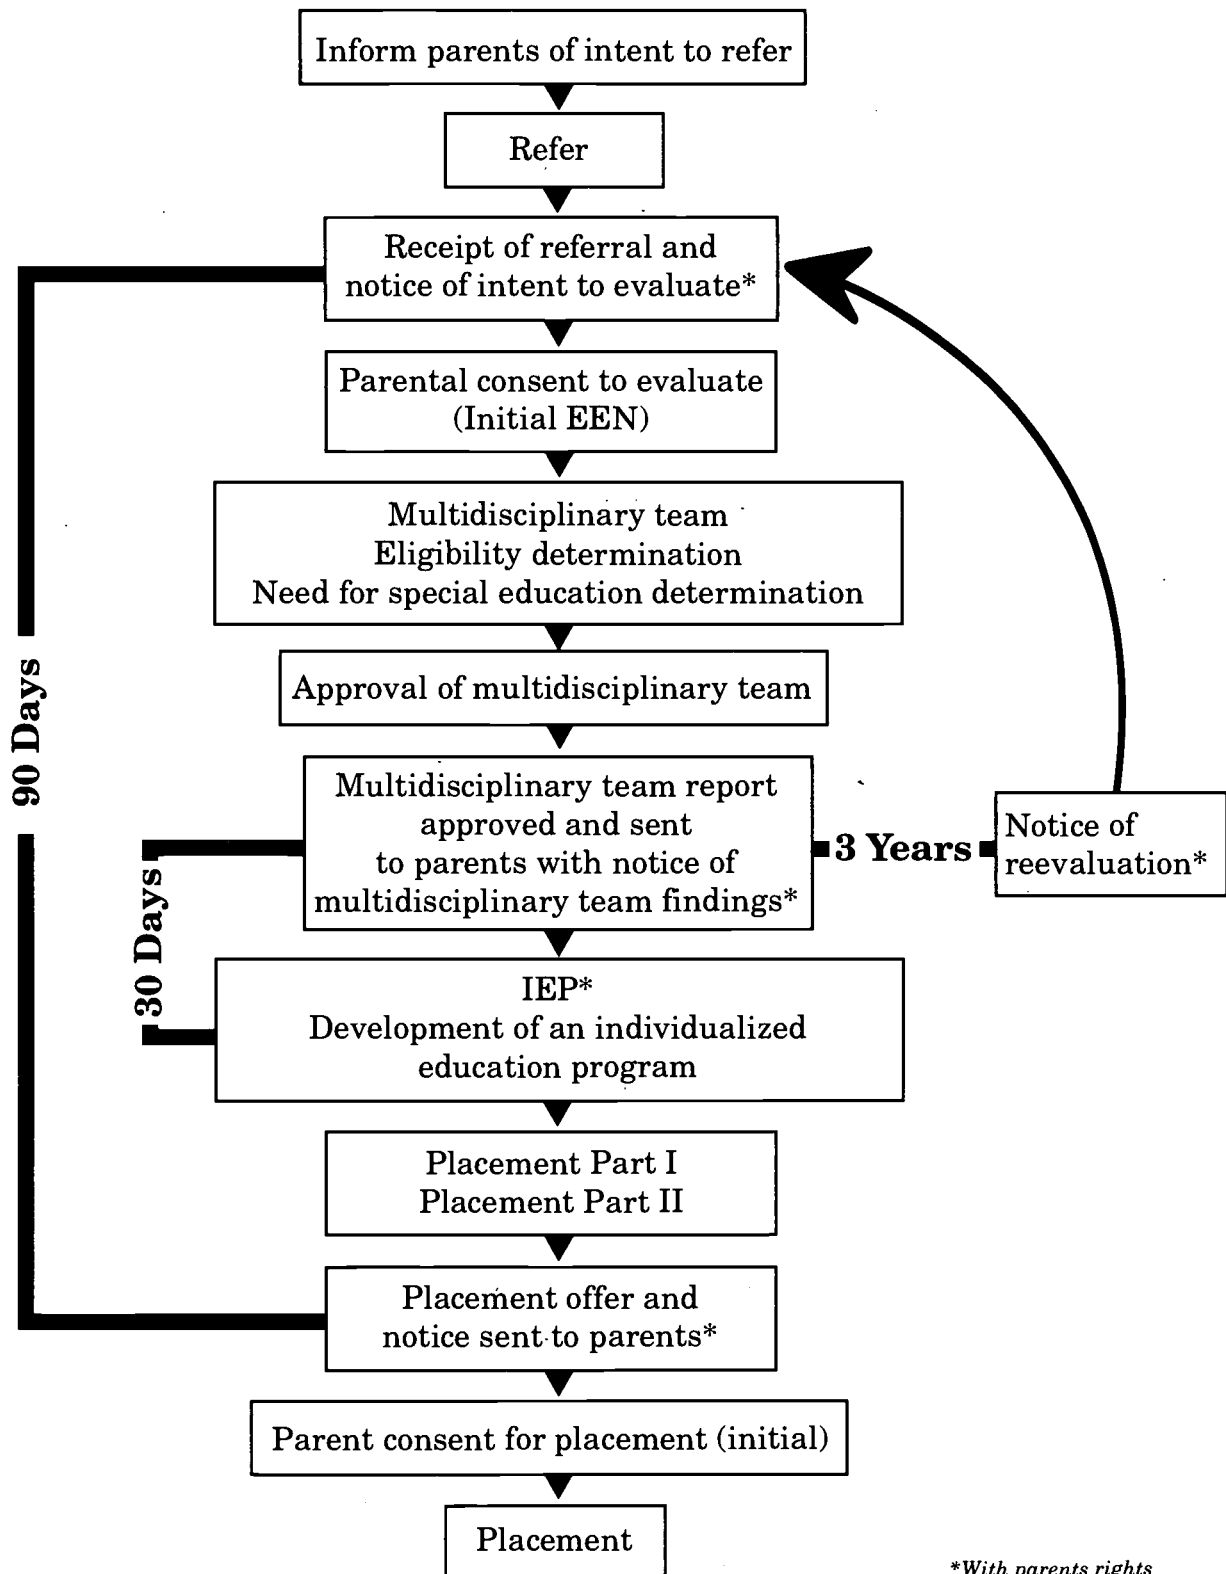 Inform parents of intent to refer
Refer
Receipt of referral and
notice of intent to evaluate*
Parental consent to evaluate
(Initial EEN)
Multidisciplinary team
Eligibility determination
Need for special education determination
Approval of multidisciplinary team
90 Days
Multidisciplinary team report
approved and sent
to parents with notice of
multidisciplinary team findings*
3 Years
Notice of
reevaluation*
30 Days
IEP*
Development of an individualized
education program
Placement Part I
Placement Part II
Placement offer and
notice sent to parents*
Parent consent for placement (initial)
Placement
*With parents rights